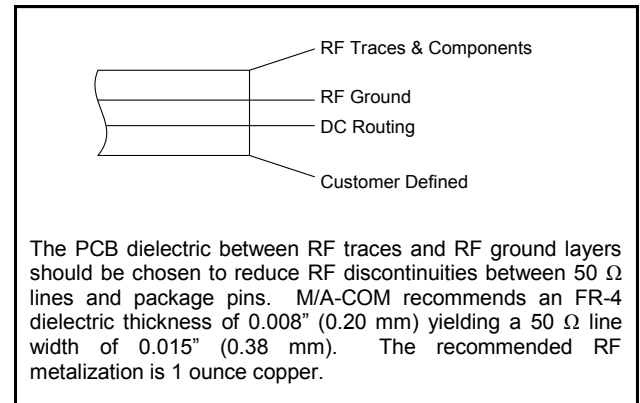 RF Traces & Components
RF Ground
DC Routing
Customer Defined
The PCB dielectric between RF traces and RF ground layers
should be chosen to reduce RF discontinuities between 50 Ω
lines and package pins. M/A-COM recommends an FR-4
dielectric thickness of 0.008” (0.20 mm) yielding a 50 Ω line
width of 0.015” (0.38 mm). The recommended RF
metalization is 1 ounce copper.